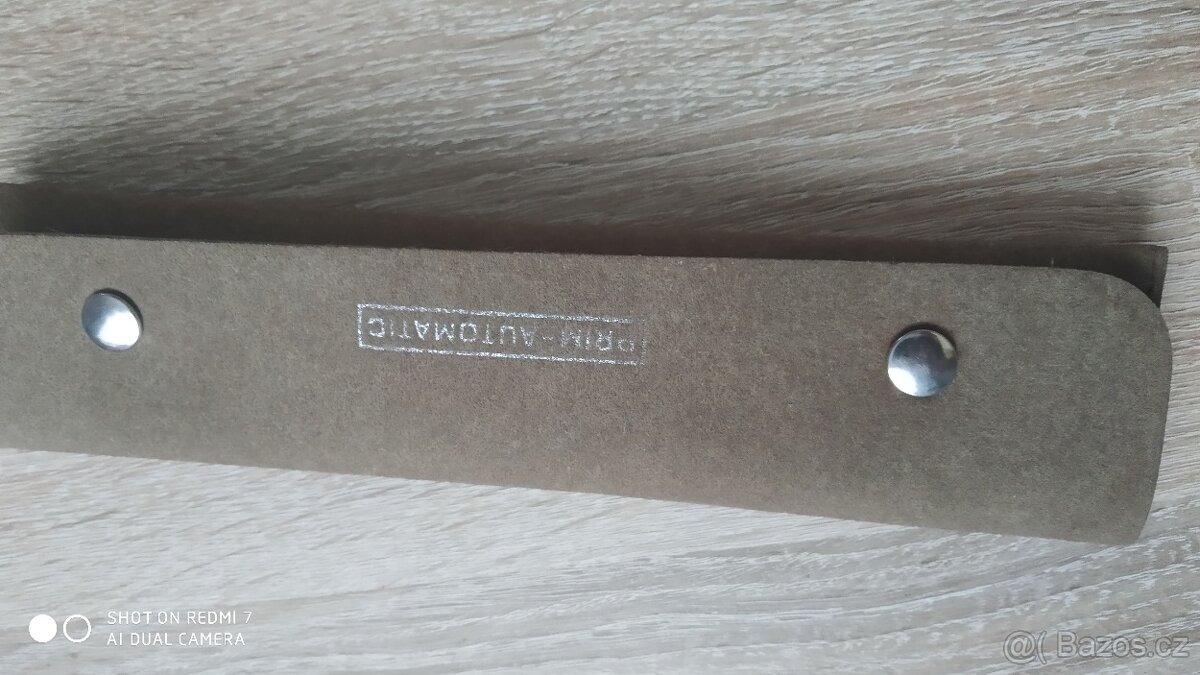 PRIM-AUTOMATIC
SHOT ON REDMI 7
AI DUAL CAMERA
@( Bazos.cz